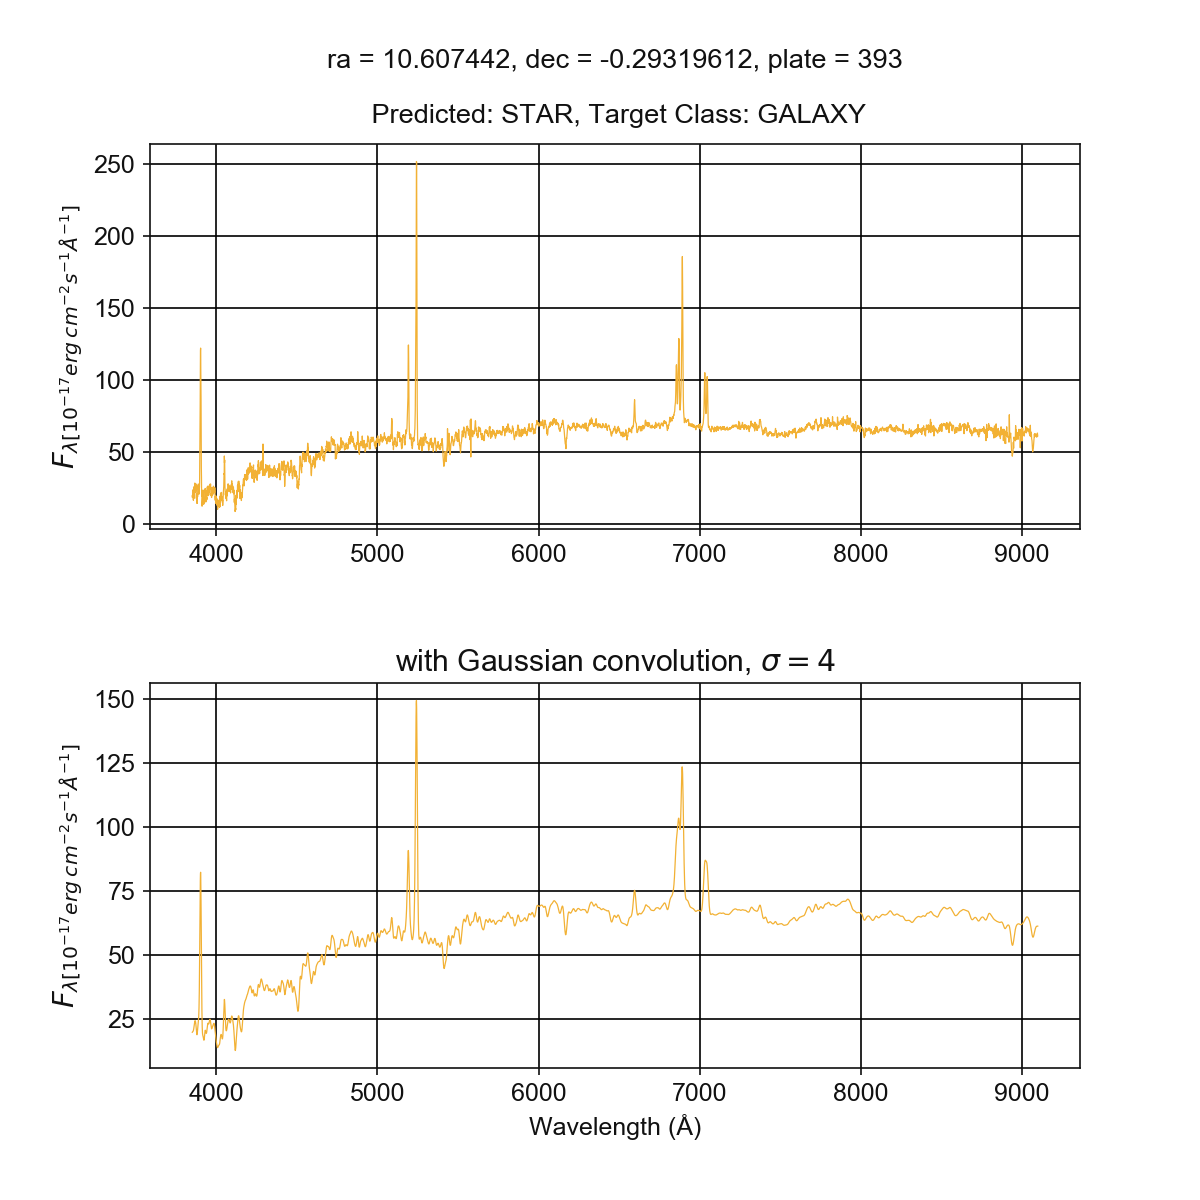 ra = 10.607442, dec = -0.29319612, plate = 393
Predicted: STAR, Target Class: GALAXY
250
200
150
100
50
0
F_λ[10^{-17} erg cm^{-2} s^{-1} Å^{-1}]
4000 5000 6000 7000 8000 9000
with Gaussian convolution, σ = 4
150
125
100
75
50
25
F_λ[10^{-17} erg cm^{-2} s^{-1} Å^{-1}]
4000 5000 6000 7000 8000 9000
Wavelength (Å)